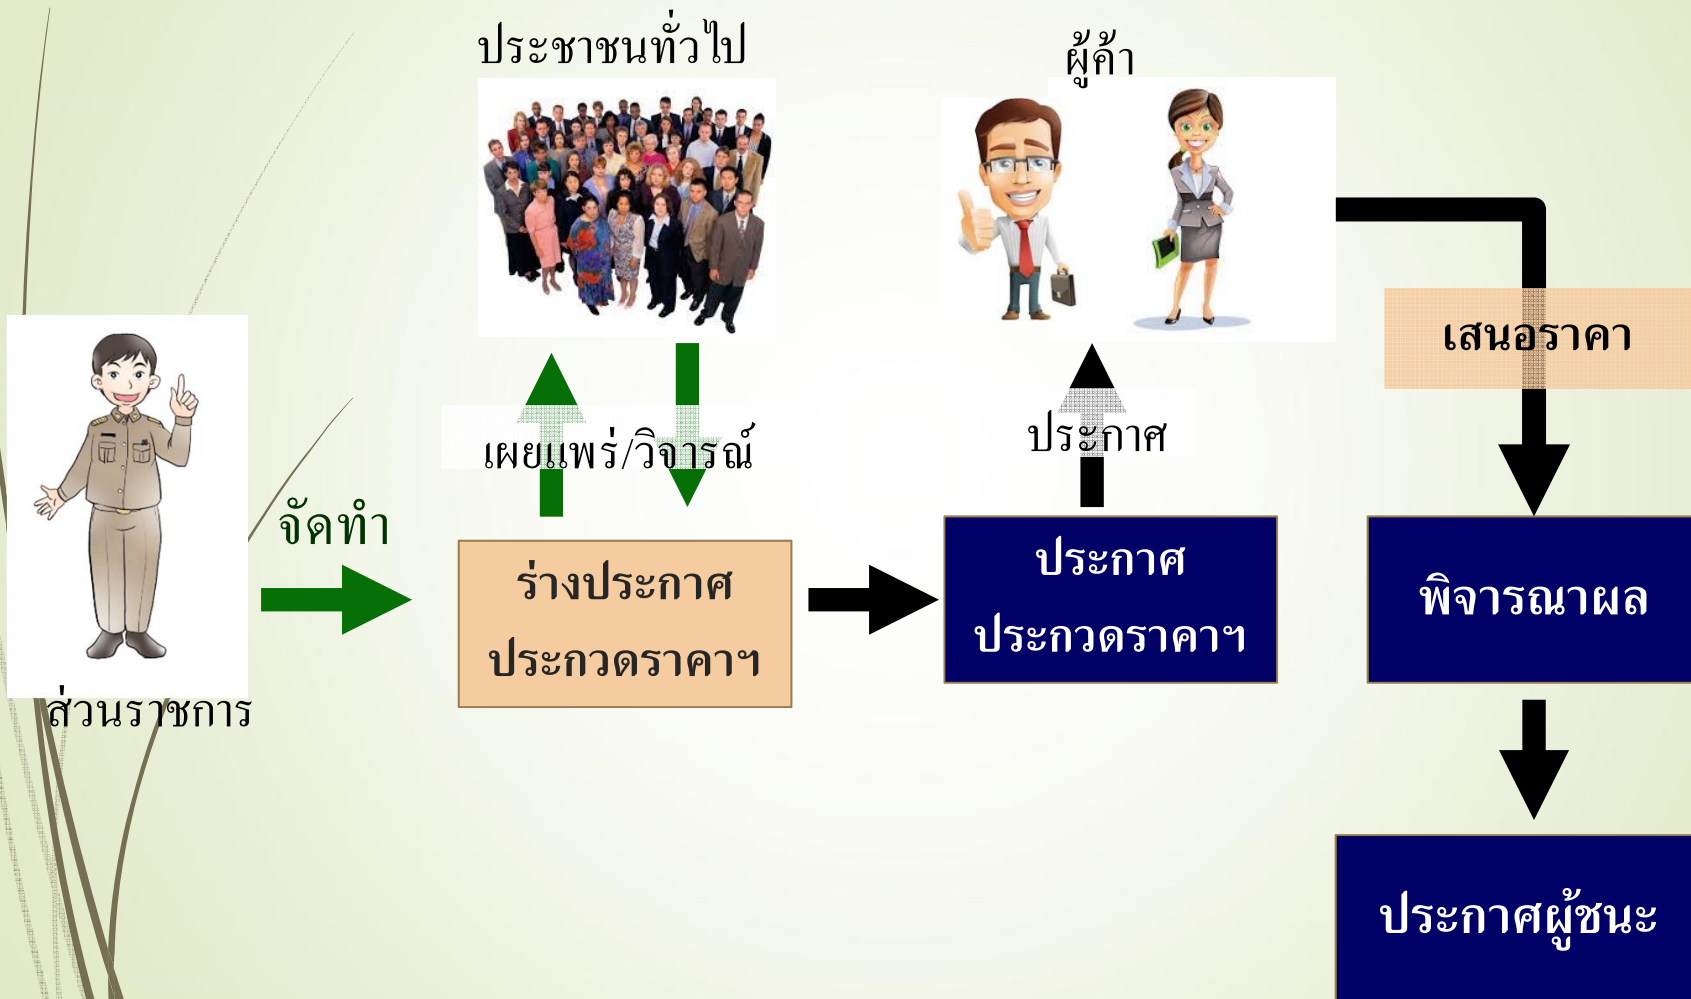 ประชาชนทั่วไป
ผู้ค้า
เสนอราคา
เผยแพร่/วิจารณ์
ประกาศ
จัดทำ
ร่างประกาศ
ประกวดราคาฯ
ประกาศ
ประกวดราคาฯ
พิจารณาผล
ส่วนราชการ
ประกาศผู้ชนะ